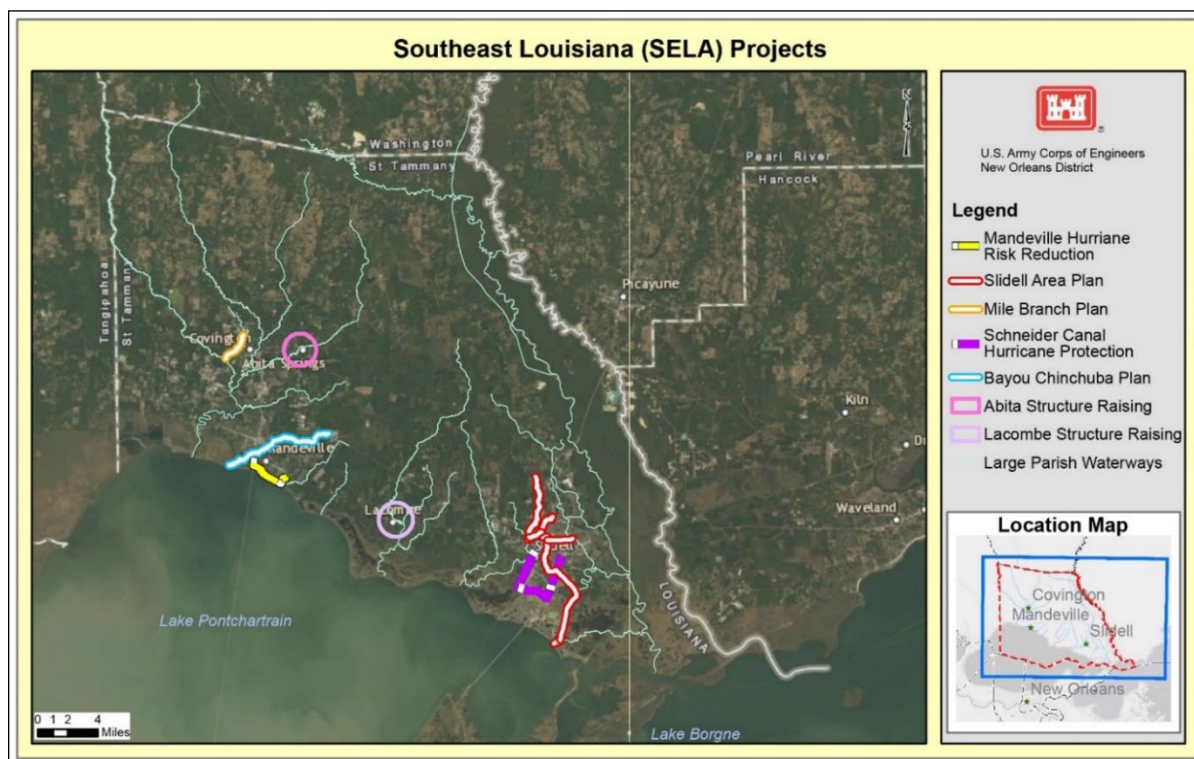 Southeast Louisiana (SELA) Projects
N
Washington
St Tammany
Pearl River
Hancock
Tangipahoa
St Tammany
Picayune
Covington
Abita Springs
Kiln
Mandeville
Waveland
Lacombe
Slidell
LOUISIANA
Lake Pontchartrain
Lake Borgne
0 1 2 4
Miles
U.S. Army Corps of Engineers
New Orleans District
Legend
Mandeville Hurriane
Risk Reduction
Slidell Area Plan
Mile Branch Plan
Schneider Canal
Hurricane Protection
Bayou Chinchuba Plan
Abita Structure Raising
Lacombe Structure Raising
Large Parish Waterways
Location Map
Covington
Mandeville
Slidell
New Orleans